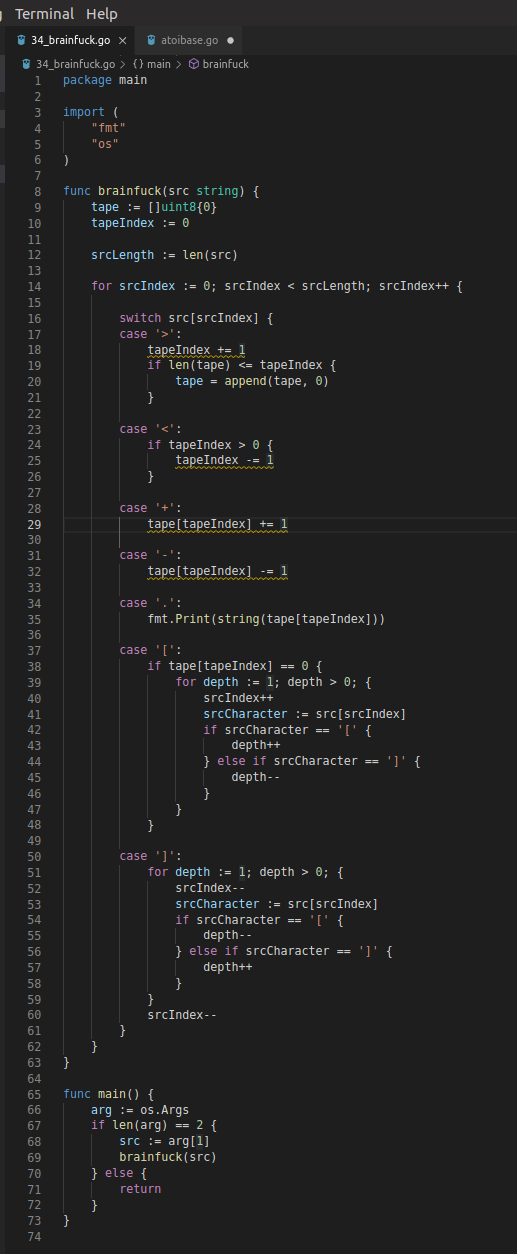 Terminal Help
34_brainfuck.go × atoibase.go ●
34_brainfuck.go > {} main > brainfuck
1 package main
2
3 import (
4     "fmt"
5     "os"
6 )
7
8 func brainfuck(src string) {
9     tape := []uint8{0}
10     tapeIndex := 0
11
12     srcLength := len(src)
13
14     for srcIndex := 0; srcIndex < srcLength; srcIndex++ {
15
16         switch src[srcIndex] {
17         case '>':
18             tapeIndex += 1
19             if len(tape) <= tapeIndex {
20                 tape = append(tape, 0)
21             }
22
23         case '<':
24             if tapeIndex > 0 {
25                 tapeIndex -= 1
26             }
27
28         case '+':
29             tape[tapeIndex] += 1
30
31         case '-':
32             tape[tapeIndex] -= 1
33
34         case '.':
35             fmt.Print(string(tape[tapeIndex]))
36
37         case '[':
38             if tape[tapeIndex] == 0 {
39                 for depth := 1; depth > 0; {
40                     srcIndex++
41                     srcCharacter := src[srcIndex]
42                     if srcCharacter == '[' {
43                         depth++
44                     } else if srcCharacter == ']' {
45                         depth--
46                     }
47                 }
48             }
49
50         case ']':
51             for depth := 1; depth > 0; {
52                 srcIndex--
53                 srcCharacter := src[srcIndex]
54                 if srcCharacter == '[' {
55                     depth--
56                 } else if srcCharacter == ']' {
57                     depth++
58                 }
59             }
60             srcIndex--
61         }
62     }
63 }
64
65 func main() {
66     arg := os.Args
67     if len(arg) == 2 {
68         src := arg[1]
69         brainfuck(src)
70     } else {
71         return
72     }
73 }
74